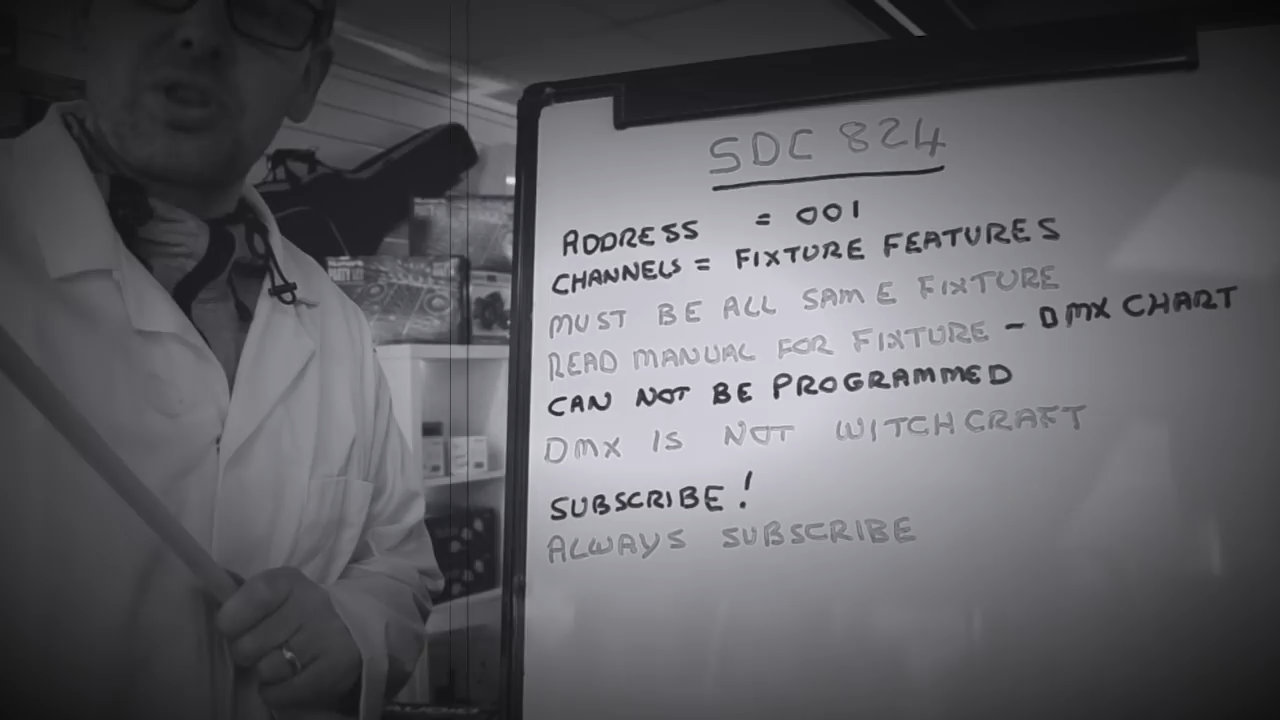 SDC 824
ADDRESS = 001
CHANNELS = FIXTURE FEATURES
MUST BE ALL SAME FIXTURE
READ MANUAL FOR FIXTURE - DMX CHART
CAN NOT BE PROGRAMMED
DMX IS NOT WITCHCRAFT
SUBSCRIBE!
ALWAYS SUBSCRIBE